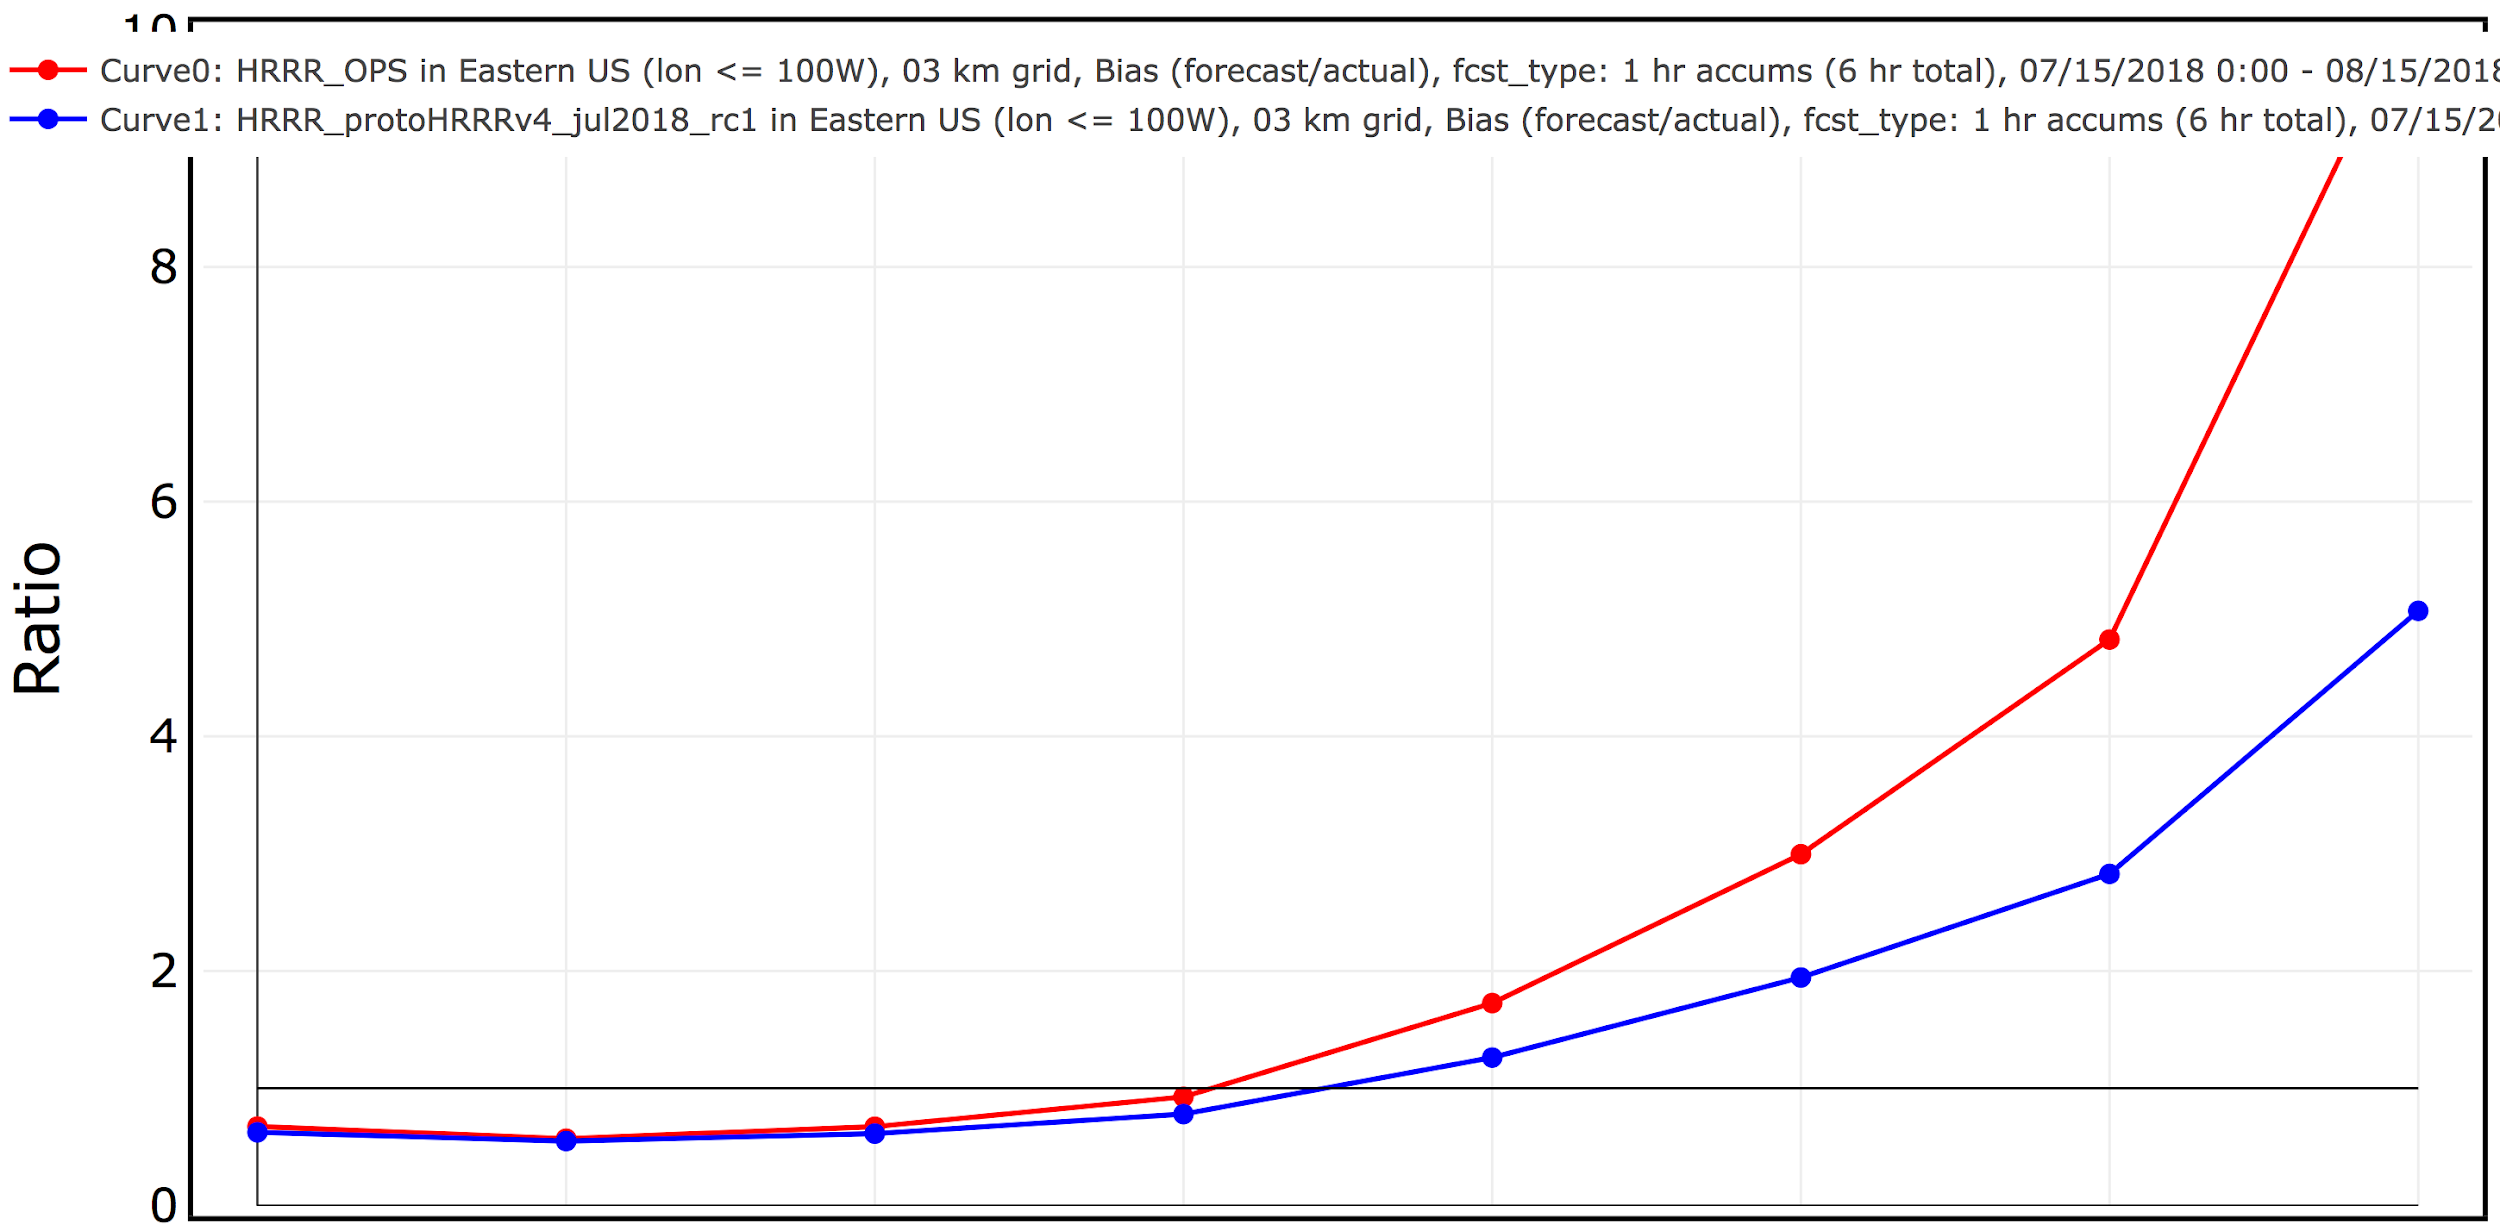 10
Curve0: HRRR_OPS in Eastern US (lon <= 100W), 03 km grid, Bias (forecast/actual), fcst_type: 1 hr accums (6 hr total), 07/15/2018 0:00 - 08/15/2018
Curve1: HRRR_protoHRRRv4_jul2018_rc1 in Eastern US (lon <= 100W), 03 km grid, Bias (forecast/actual), fcst_type: 1 hr accums (6 hr total), 07/15/20
8
6
Ratio
4
2
0